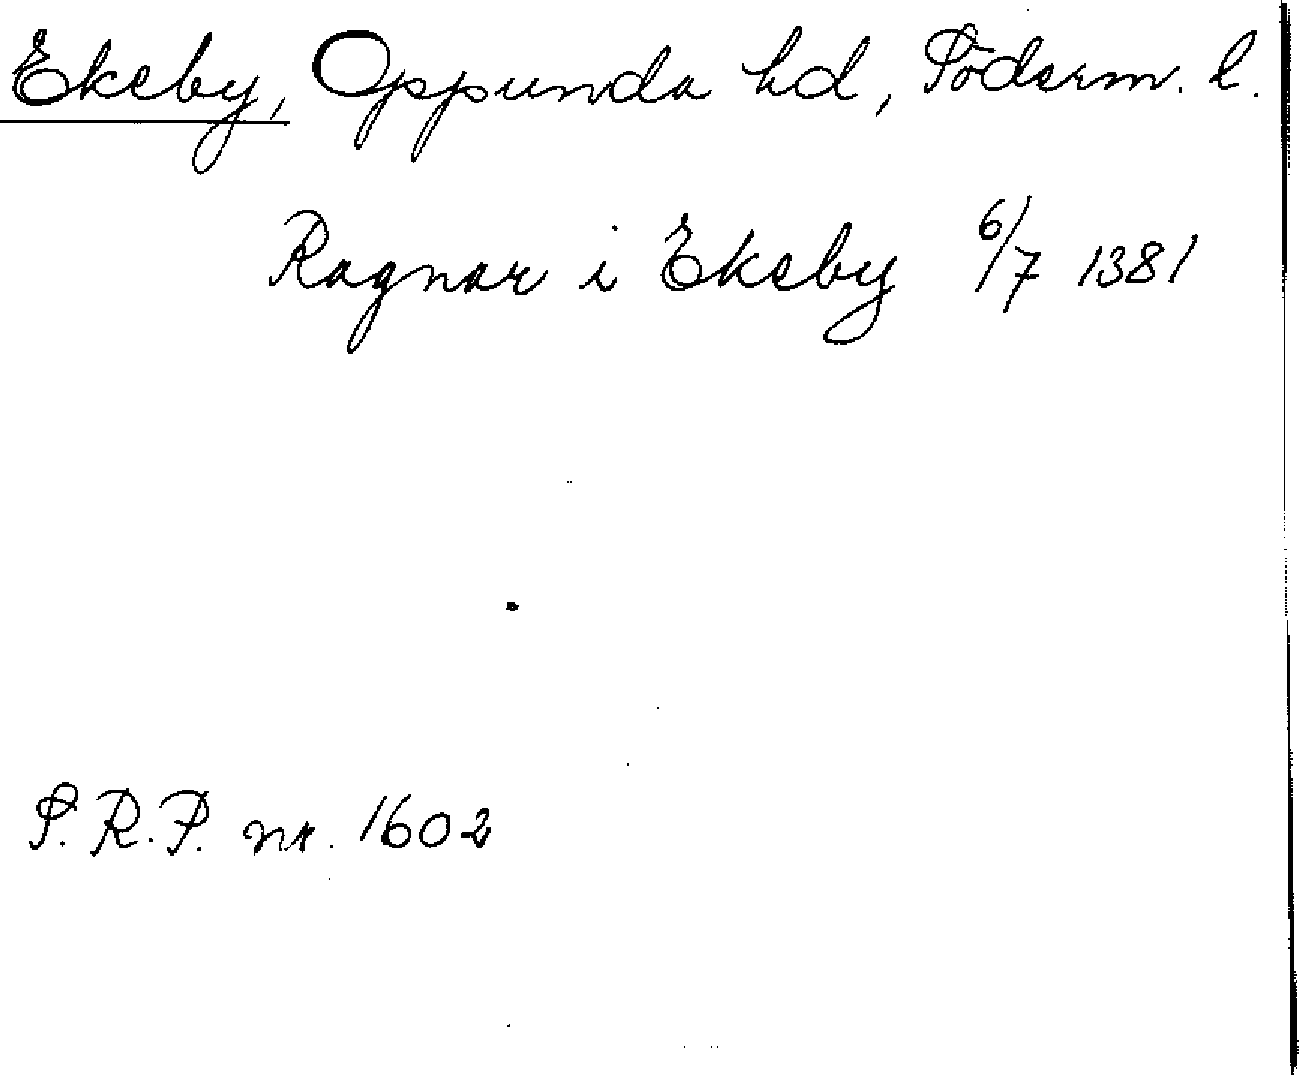 Ekeby, Oppunda hd, Söderm. l.
Ragnar i Ekeby 6/7 1381
S.R.P. nr. 1602